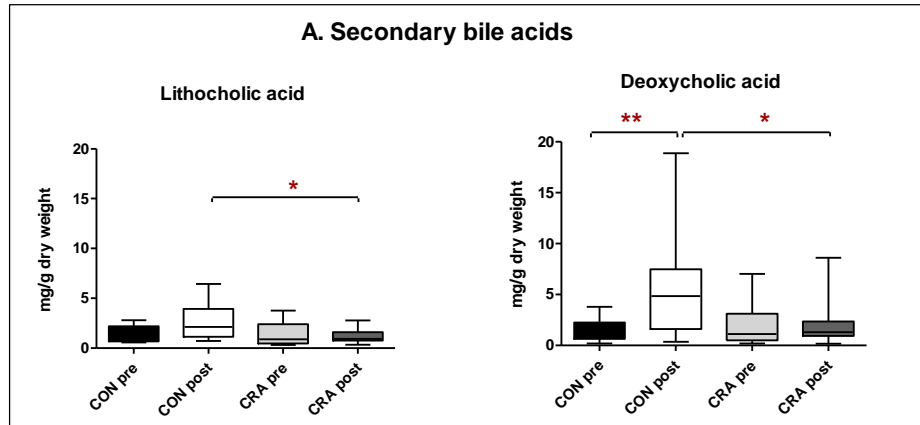 A. Secondary bile acids
Lithocholic acid
*
mg/g dry weight
20
15
10
5
0
CON pre
CON post
CRA pre
CRA post
Deoxycholic acid
**
*
mg/g dry weight
20
15
10
5
0
CON pre
CON post
CRA pre
CRA post